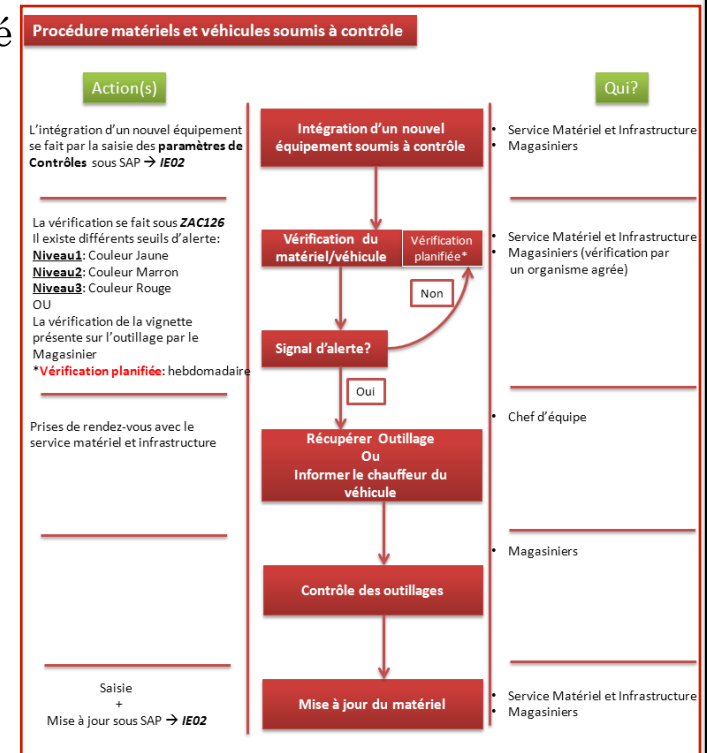 é
Procédure matériels et véhicules soumis à contrôle
Action(s)
Qui?
L'intégration d'un nouvel équipement
se fait par la saisie des paramètres de
Contrôles sous SAP → IE02
Intégration d'un nouvel
équipement soumis à contrôle
• Service Matériel et Infrastructure
• Magasiniers
La vérification se fait sous ZAC126
Il existe différents seuils d'alerte:
Niveau1: Couleur Jaune
Niveau2: Couleur Marron
Niveau3: Couleur Rouge
OU
La vérification de la vignette
présente sur l'outillage par le
Magasinier
*Vérification planifiée: hebdomadaire
Vérification du
matériel/véhicule
Vérification
planifiée*
Non
Signal d'alerte?
Oui
• Service Matériel et Infrastructure
• Magasiniers (vérification par
un organisme agrée)
Prises de rendez-vous avec le
service matériel et infrastructure
Récupérer Outillage
Ou
Informer le chauffeur du
véhicule
• Chef d'équipe
Contrôle des outillages
• Magasiniers
Saisie
+
Mise à jour sous SAP → IE02
Mise à jour du matériel
• Service Matériel et Infrastructure
• Magasiniers